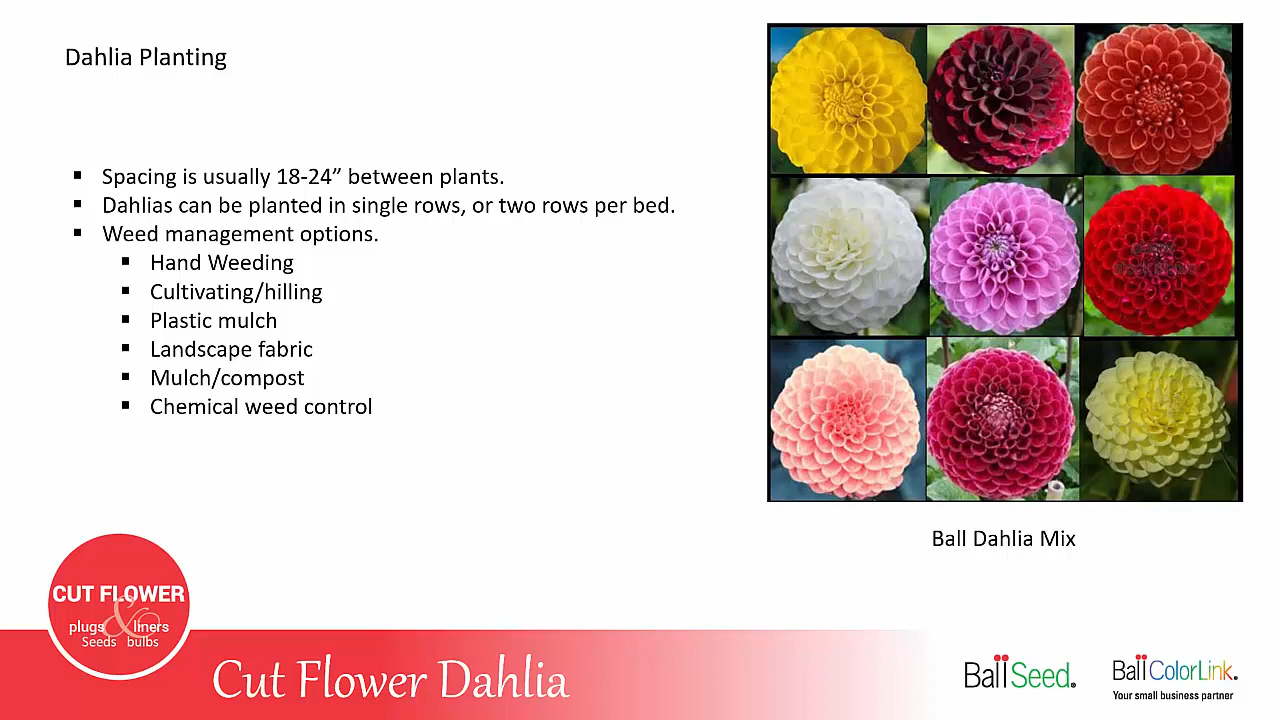 Dahlia Planting
Spacing is usually 18-24” between plants.
Dahlias can be planted in single rows, or two rows per bed.
Weed management options.
Hand Weeding
Cultivating/hilling
Plastic mulch
Landscape fabric
Mulch/compost
Chemical weed control
Ball Dahlia Mix
CUT FLOWER
&
plugs liners
Seeds bulbs
Cut Flower Dahlia
Ball Seed.
Ball ColorLink.
Your small business partner